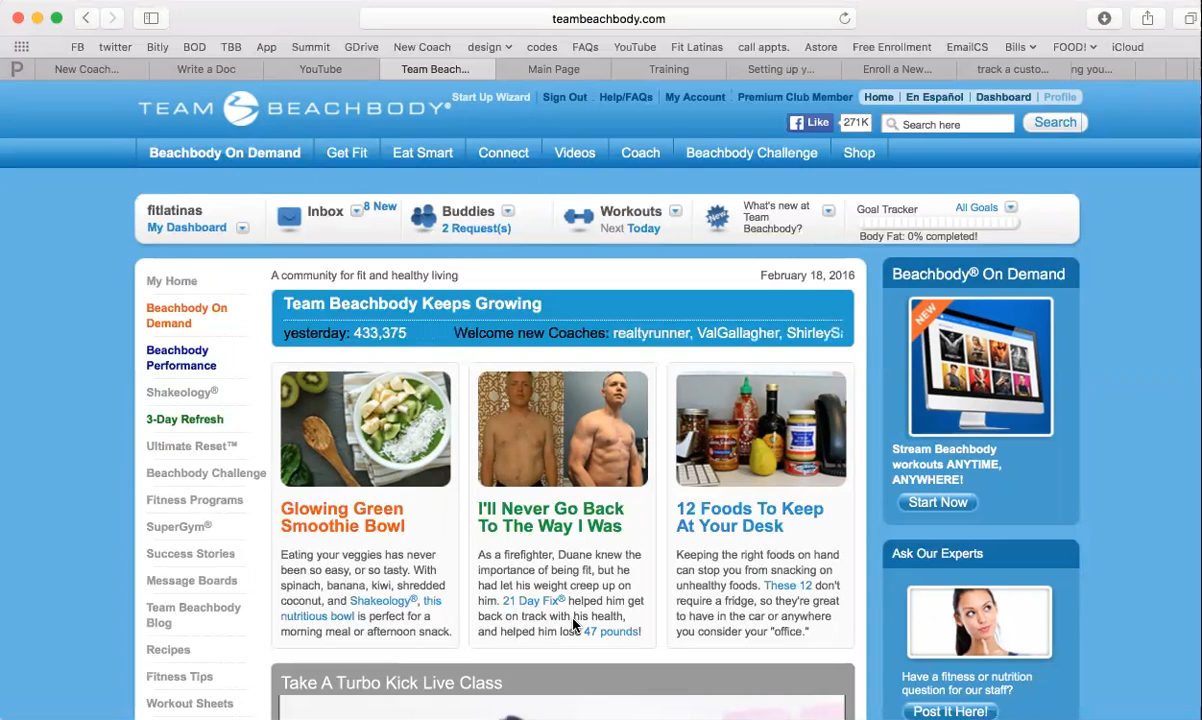 teambeachbody.com
FB twitter Bitly BOD TBB App Summit GDrive New Coach design codes FAQs YouTube Fit Latinas call appts. Astore Free Enrollment EmailCS Bills FOOD! iCloud
New Coach... Write a Doc YouTube Team Beach... Main Page Training Setting up y... Enroll a New... track a custo... ng you...
TEAM BEACHBODY®
Start Up Wizard Sign Out Help/FAQs My Account Premium Club Member Home En Español Dashboard Profile
Like 271K Search here Search
Beachbody On Demand Get Fit Eat Smart Connect Videos Coach Beachbody Challenge Shop
fitlatinas
My Dashboard
Inbox 8 New
Buddies
2 Request(s)
Workouts
Next Today
NEW
What's new at
Team
Beachbody?
Goal Tracker All Goals
Body Fat: 0% completed!
My Home
Beachbody On
Demand
Beachbody
Performance
Shakeology®
3-Day Refresh
Ultimate Reset™
Beachbody Challenge
Fitness Programs
SuperGym®
Success Stories
Message Boards
Team Beachbody
Blog
Recipes
Fitness Tips
Workout Sheets
A community for fit and healthy living February 18, 2016
Team Beachbody Keeps Growing
yesterday: 433,375 Welcome new Coaches: realtyrunner, ValGallagher, ShirleySa
Glowing Green
Smoothie Bowl
Eating your veggies has never
been so easy, or so tasty. With
spinach, banana, kiwi, shredded
coconut, and Shakeology®, this
nutritious bowl is perfect for a
morning meal or afternoon snack.
I'll Never Go Back
To The Way I Was
As a firefighter, Duane knew the
importance of being fit, but he
had let his weight creep up on
him. 21 Day Fix® helped him get
back on track with his health,
and helped him lose 47 pounds!
12 Foods To Keep
At Your Desk
Keeping the right foods on hand
can stop you from snacking on
unhealthy foods. These 12 don't
require a fridge, so they're great
to have in the car or anywhere
you consider your "office."
Take A Turbo Kick Live Class
Beachbody® On Demand
NEW
Stream Beachbody
workouts ANYTIME,
ANYWHERE!
Start Now
Ask Our Experts
Have a fitness or nutrition
question for our staff?
Post It Here!